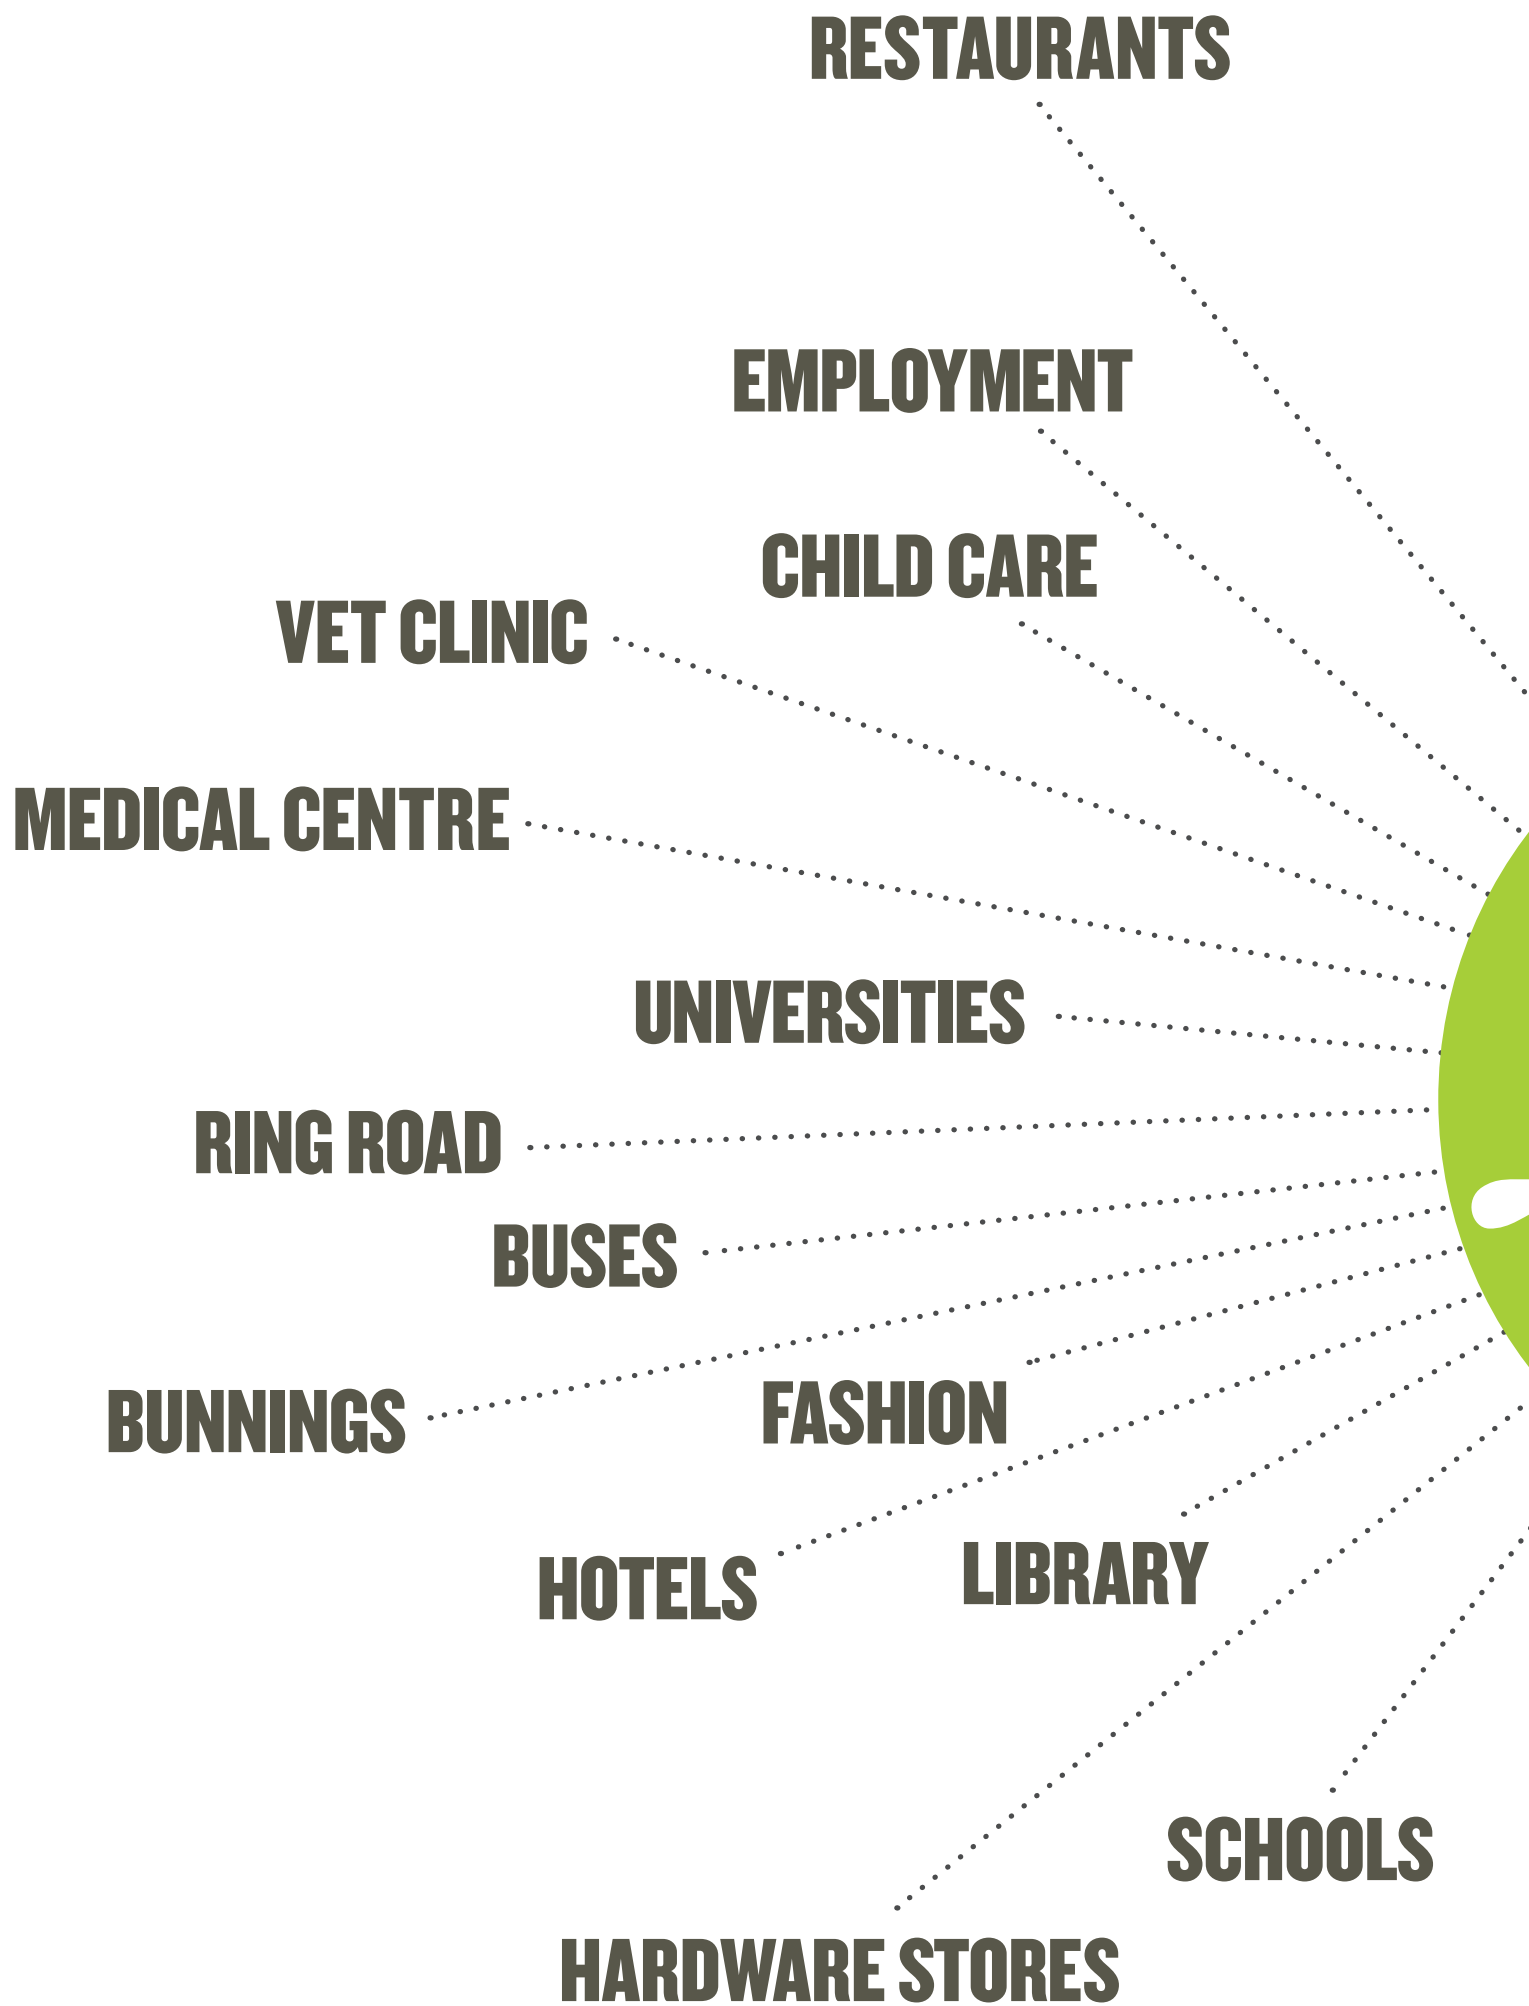 RESTAURANTS
EMPLOYMENT
CHILD CARE
VET CLINIC
MEDICAL CENTRE
UNIVERSITIES
RING ROAD
BUSES
BUNNINGS
FASHION
HOTELS
LIBRARY
SCHOOLS
HARDWARE STORES